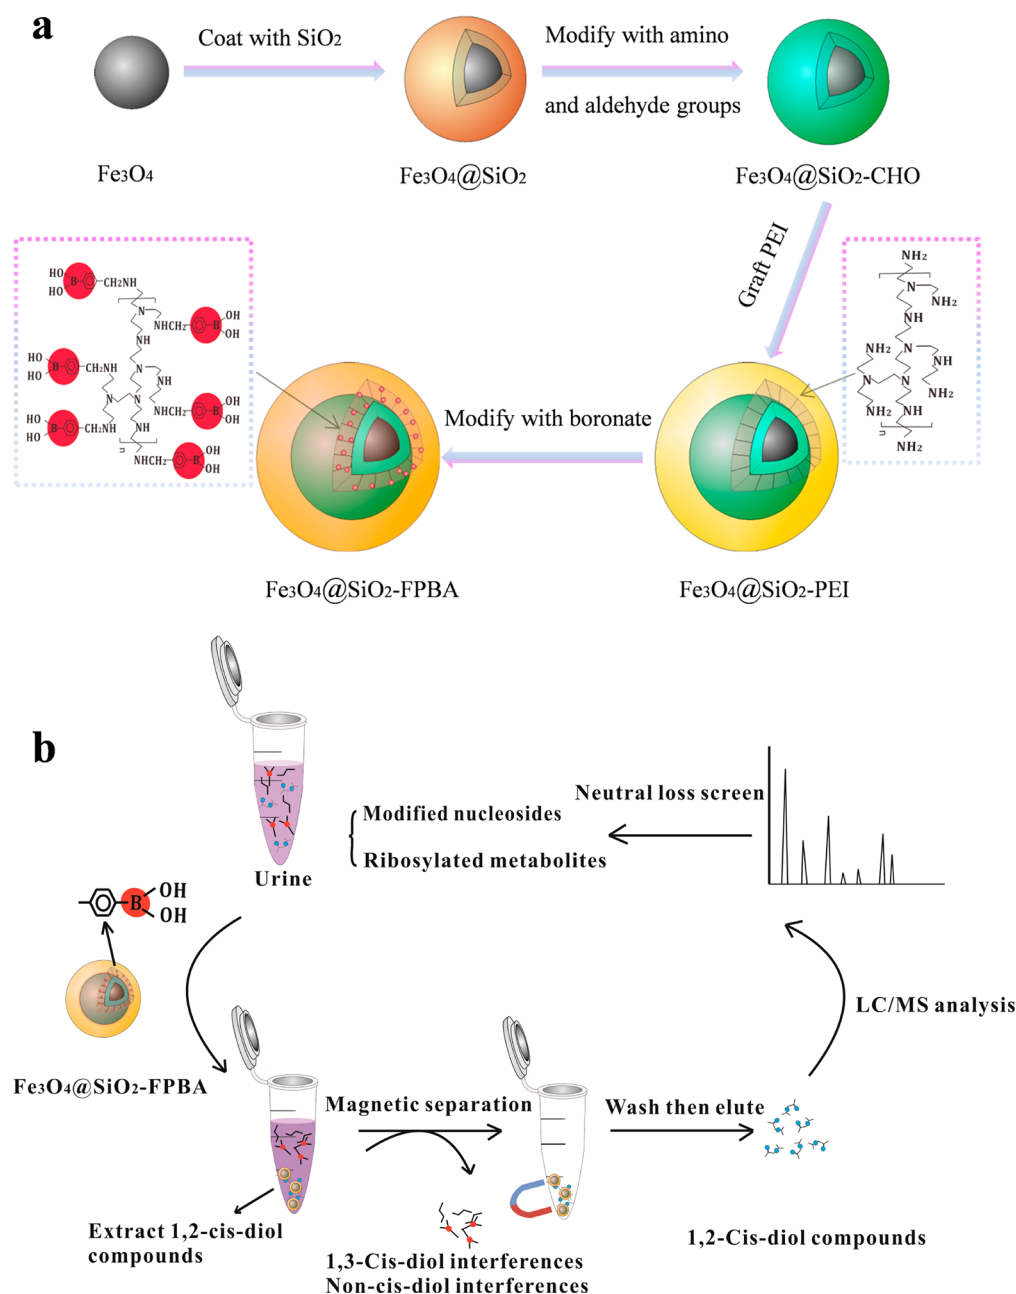 a
Coat with SiO₂
Modify with amino
and aldehyde groups
Fe₃O₄
Fe₃O₄@SiO₂
Fe₃O₄@SiO₂-CHO
Graft PEI
HO
HO
B
CH₂NH
N
NH
NHCH₂
B
OH
OH
HO
HO
B
CH₂NH
N
NH
N
N
HO
HO
B
CH₂NH
NH
NHCH₂
B
OH
OH
n
NHCH₂
B
OH
OH
NH₂
N
NH₂
NH
NH₂
N
NH
N
N
NH₂
NH₂
NH
n
NH₂
Modify with boronate
Fe₃O₄@SiO₂-FPBA
Fe₃O₄@SiO₂-PEI
b
Urine
Modified nucleosides
Ribosylated metabolites
Neutral loss screen
B
OH
OH
Fe₃O₄@SiO₂-FPBA
LC/MS analysis
Magnetic separation
Wash then elute
Extract 1,2-cis-diol
compounds
1,3-Cis-diol interferences
Non-cis-diol interferences
1,2-Cis-diol compounds